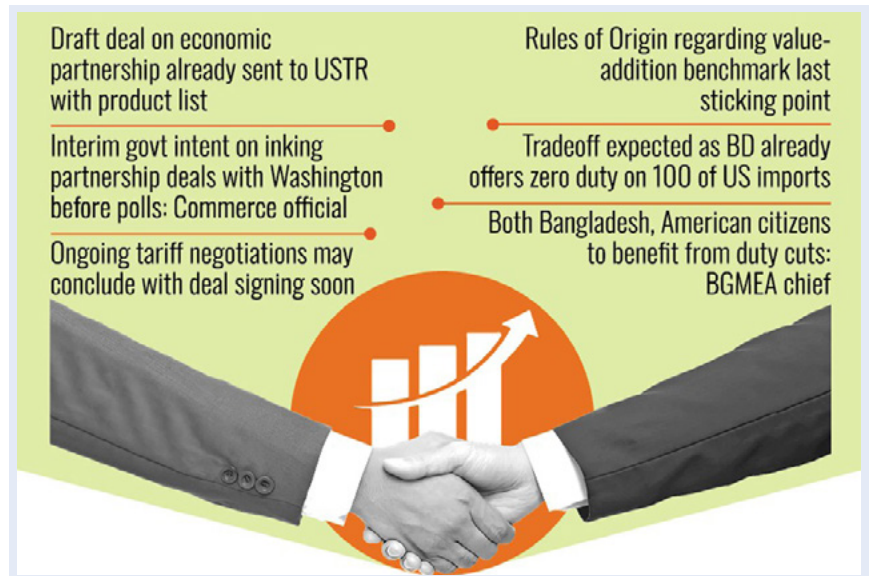 Draft deal on economic
partnership already sent to USTR
with product list
Interim govt intent on inking
partnership deals with Washington
before polls: Commerce official
Ongoing tariff negotiations may
conclude with deal signing soon
Rules of Origin regarding value-
addition benchmark last
sticking point
Tradeoff expected as BD already
offers zero duty on 100 of US imports
Both Bangladesh, American citizens
to benefit from duty cuts:
BGMEA chief